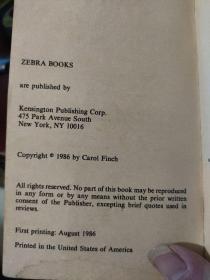 ZEBRA BOOKS
are published by
Kensington Publishing Corp.
475 Park Avenue South
New York, NY 10016
Copyright © 1986 by Carol Finch
All rights reserved. No part of this book may be reproduced
in any form or by any means without the prior written
consent of the Publisher, excepting brief quotes used in
reviews.
First printing: August 1986
Printed in the United States of America